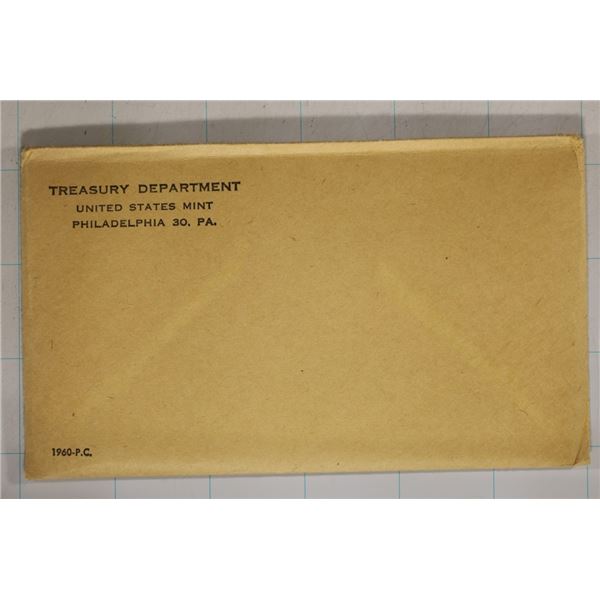 TREASURY DEPARTMENT
UNITED STATES MINT
PHILADELPHIA 30, PA.
1960-P.C.